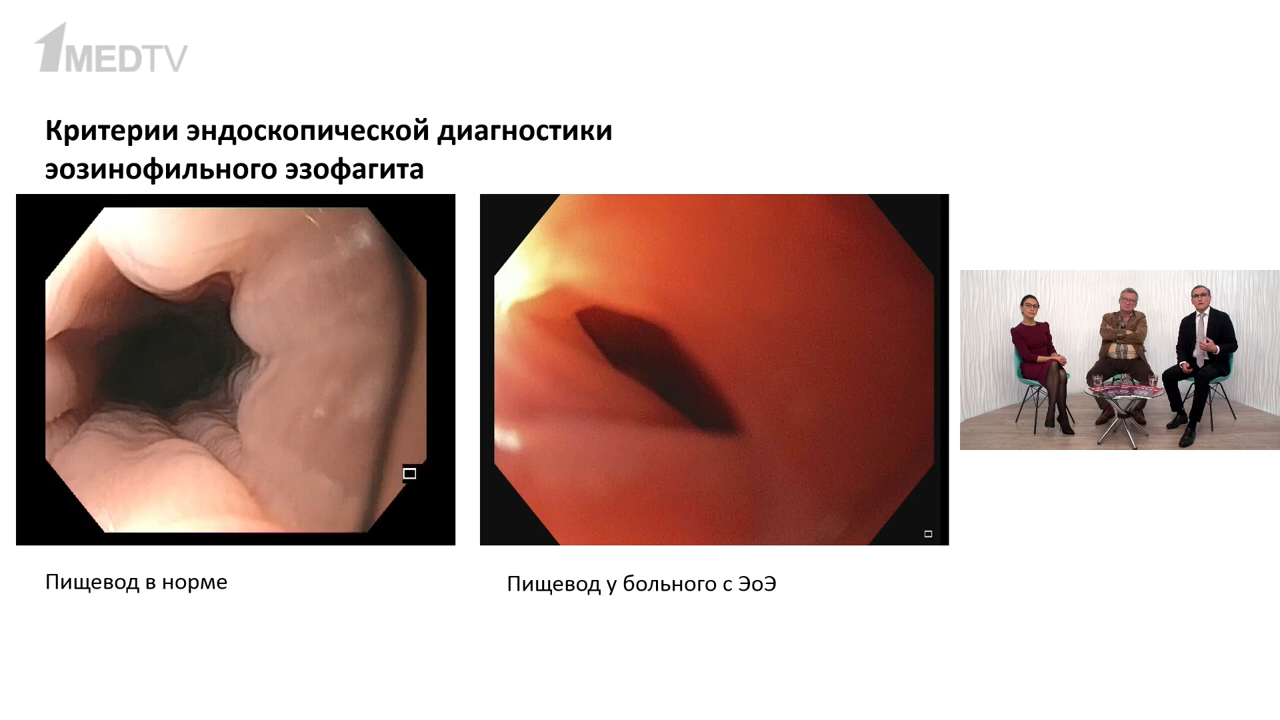 1MEDTV
Критерии эндоскопической диагностики
эозинофильного эзофагита
Пищевод в норме
Пищевод у больного с ЭоЭ